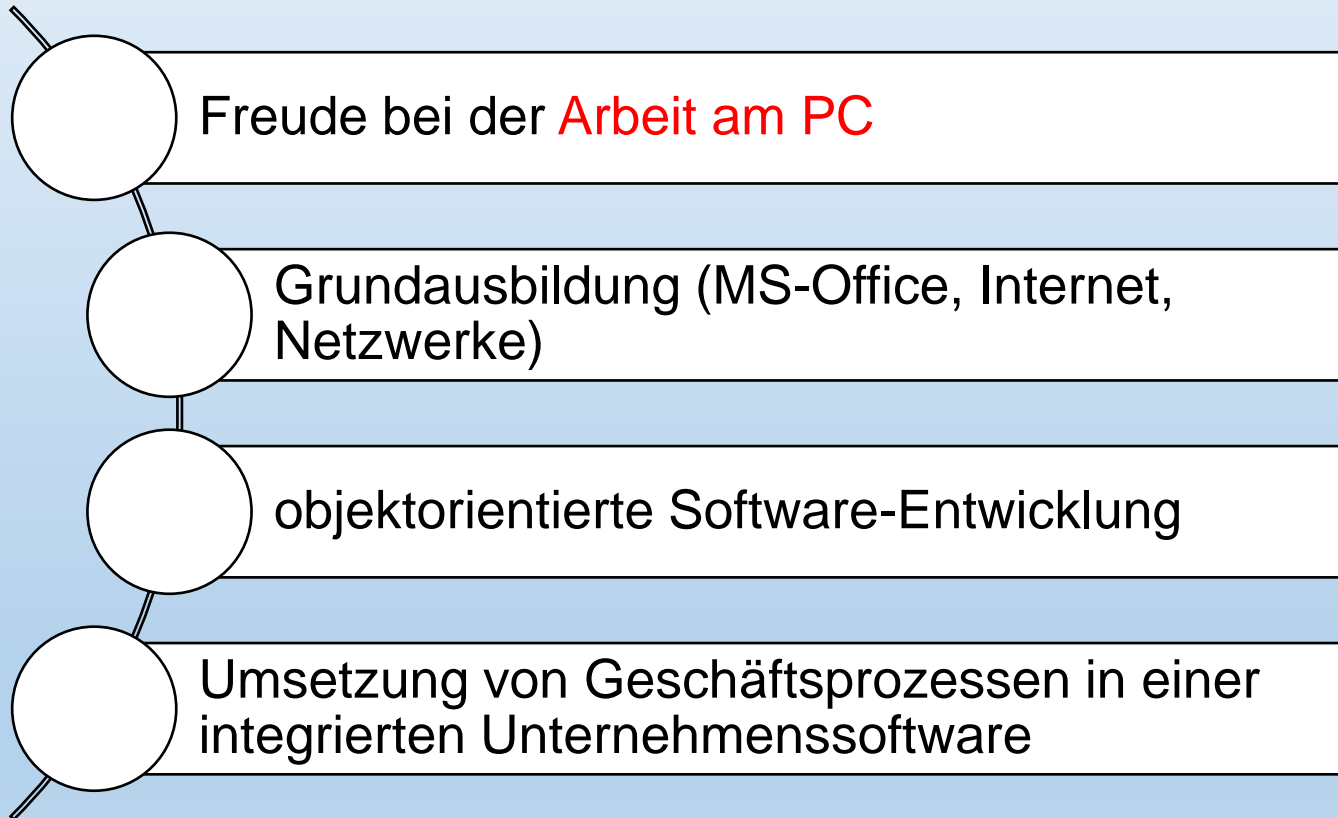 Freude bei der Arbeit am PC
Grundausbildung (MS-Office, Internet,
Netzwerke)
objektorientierte Software-Entwicklung
Umsetzung von Geschäftsprozessen in einer
integrierten Unternehmenssoftware